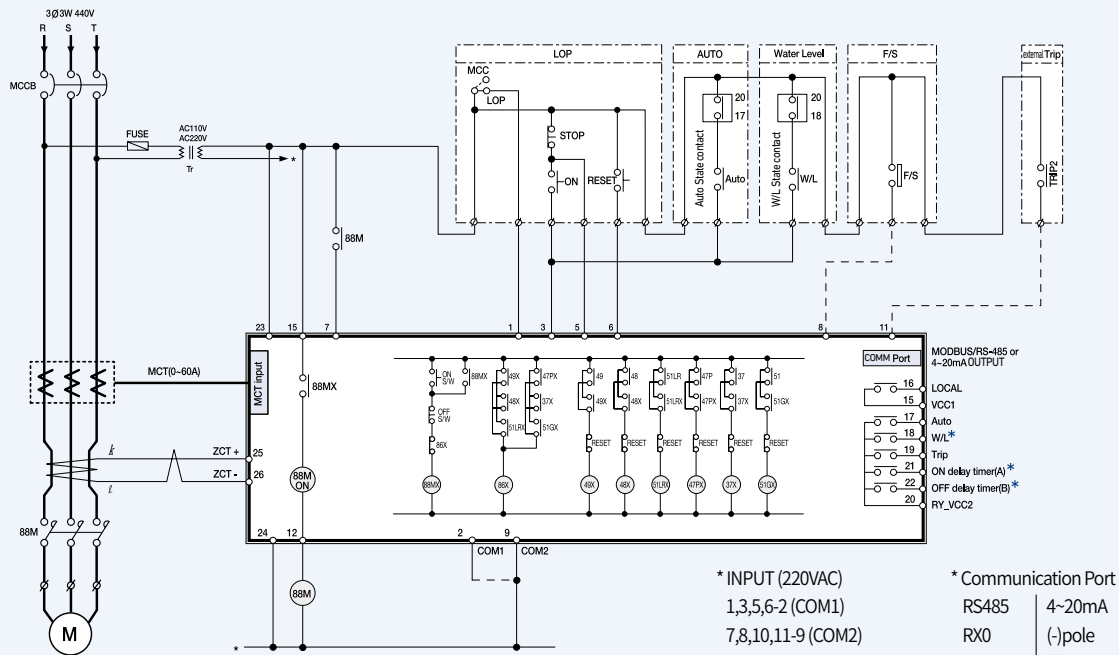 3Ø3W 440V
R S T
MCCB
FUSE
AC110V
AC220V
Tr
*
88M
LOP
MCC
LOP
STOP
ON
RESET
AUTO
20
17
Auto State contact
Auto
Water Level
20
18
W/L State contact
W/L
F/S
F/S
external Trip
TRIP2
23 15 7 1 3 5 6 8 11
MCT input
MCT(0~60A)
88MX
88M
ON
ON
S/W
88MX
OFF
S/W
86X
88MX
49X
48X
51LRX
47PX
37X
51GX
86X
49
49X
RESET
49X
48
48X
RESET
48X
51LR
51LRX
RESET
51LRX
47P
47PX
RESET
47PX
37
37X
RESET
37X
51
51GX
RESET
51GX
COMM Port
MODBUS/RS-485 or
4~20mA OUTPUT
16 LOCAL
15 VCC1
17 Auto
18 W/L*
19 Trip
21 ON delay timer(A)*
22 OFF delay timer(B)*
20 RY_VCC2
k
ZCT + 25
ZCT - 26
l
88M
24 12 2 9
COM1 COM2
88M
M
*
* INPUT (220VAC)
1,3,5,6-2 (COM1)
7,8,10,11-9 (COM2)
* Communication Port
RS485 4~20mA
RX0 (-)pole